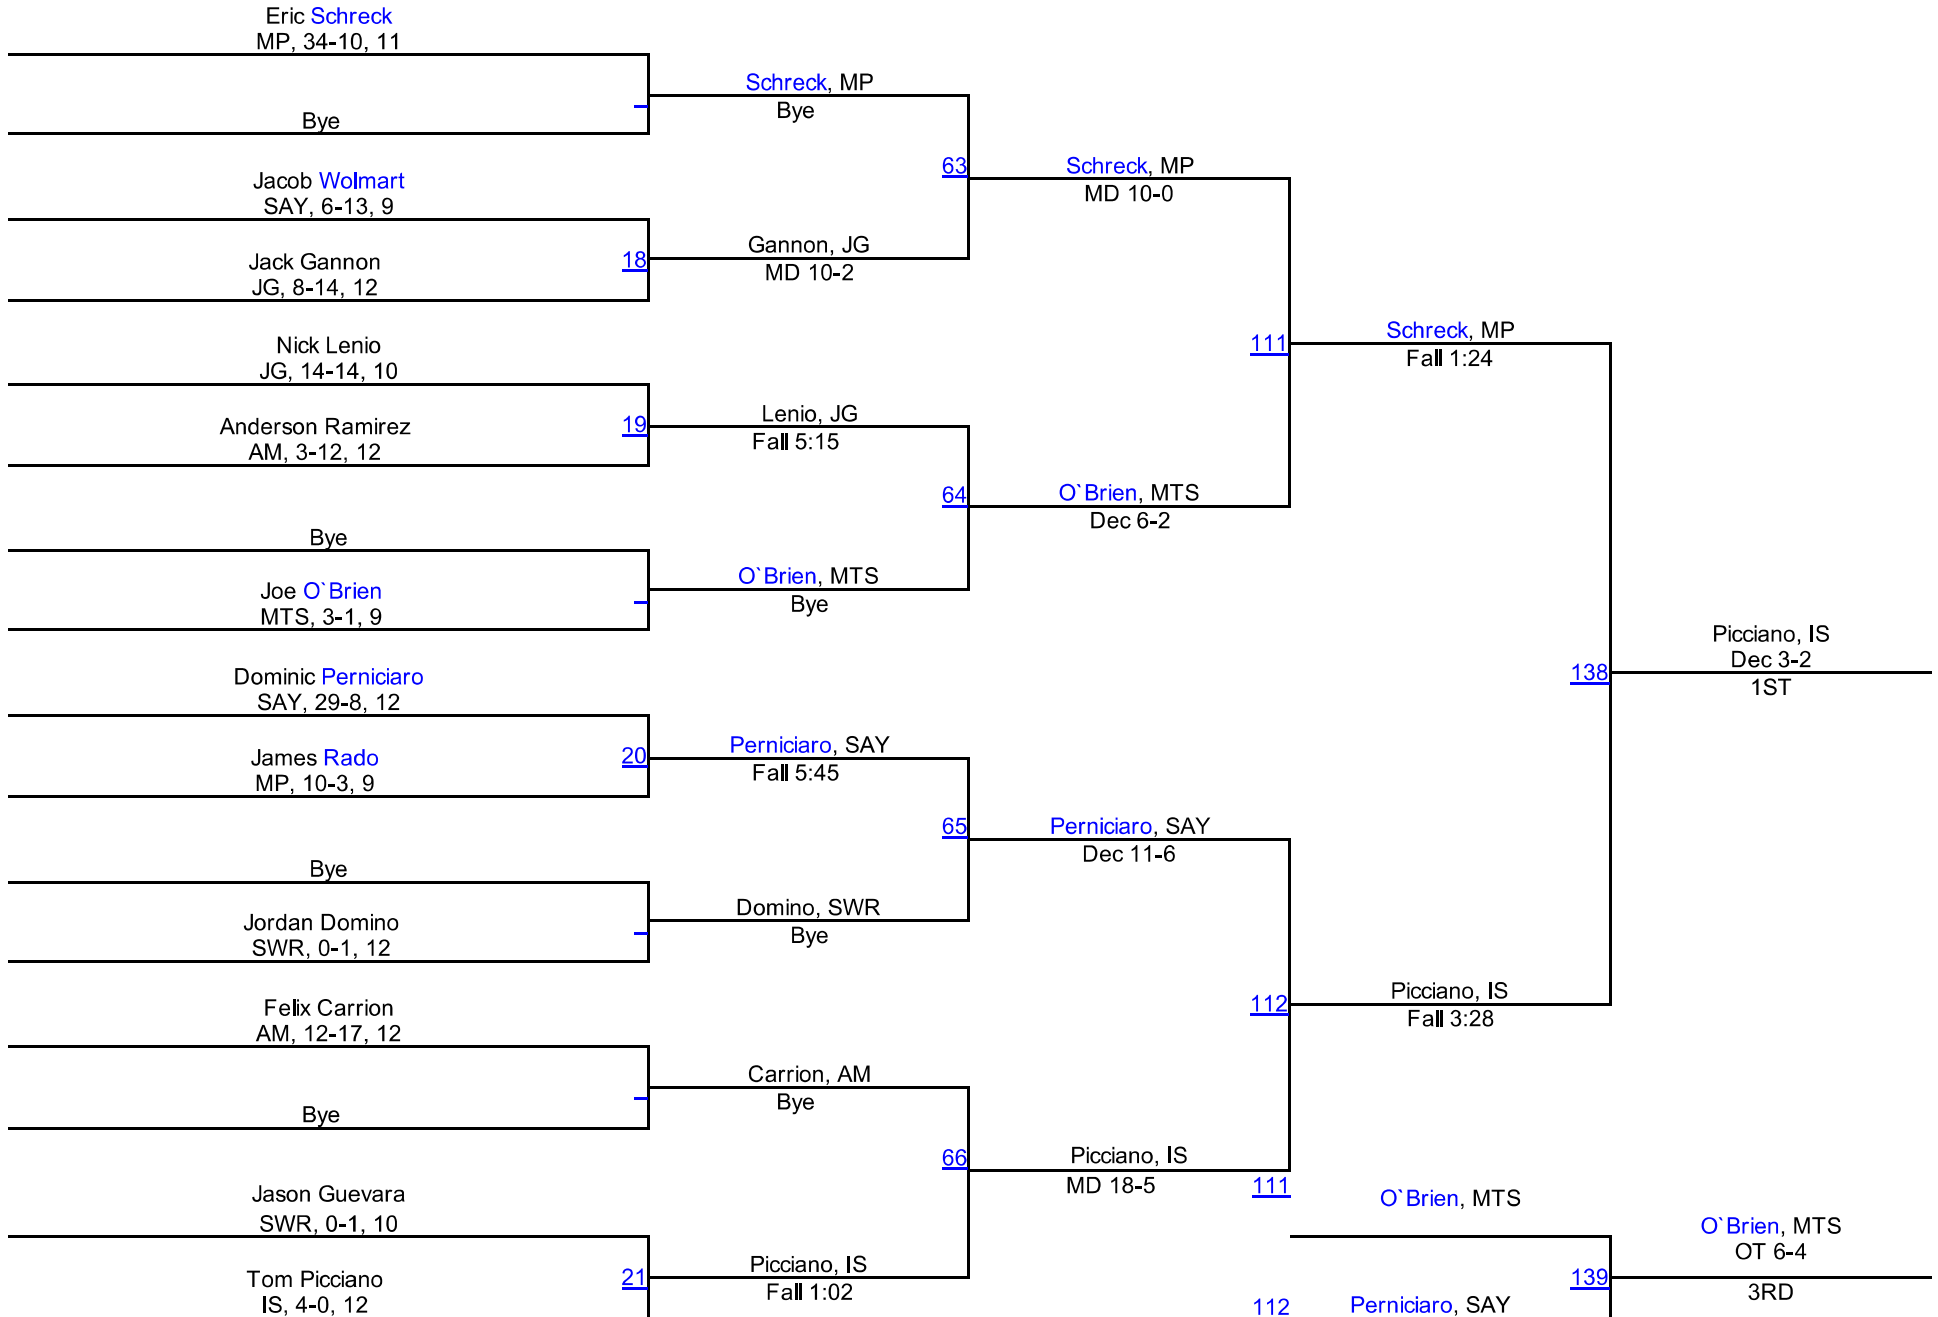 Eric Schreck
MP, 34-10, 11
Bye
Jacob Wolmart
SAY, 6-13, 9
Jack Gannon
JG, 8-14, 12
18
Nick Lenio
JG, 14-14, 10
Anderson Ramirez
AM, 3-12, 12
19
Bye
Joe O`Brien
MTS, 3-1, 9
Dominic Perniciaro
SAY, 29-8, 12
James Rado
MP, 10-3, 9
20
Bye
Jordan Domino
SWR, 0-1, 12
Felix Carrion
AM, 12-17, 12
Bye
Jason Guevara
SWR, 0-1, 10
Tom Picciano
IS, 4-0, 12
21
Schreck, MP
Bye
63
Gannon, JG
MD 10-2
Lenio, JG
Fall 5:15
64
O`Brien, MTS
Bye
Perniciaro, SAY
Fall 5:45
65
Domino, SWR
Bye
Carrion, AM
Bye
66
Picciano, IS
Fall 1:02
Schreck, MP
MD 10-0
111
O`Brien, MTS
Dec 6-2
Perniciaro, SAY
Dec 11-6
112
Picciano, IS
MD 18-5
Schreck, MP
Fall 1:24
138
Picciano, IS
Fall 3:28
Picciano, IS
Dec 3-2
1ST
111
O`Brien, MTS
112
Perniciaro, SAY
139
O`Brien, MTS
OT 6-4
3RD